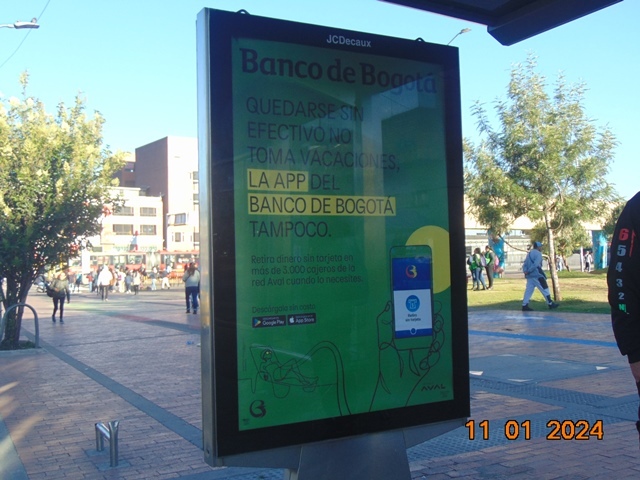 JCDecaux
Banco de Bogotá
QUEDARSE SIN
EFECTIVO NO
TOMA VACACIONES,
LA APP DEL
BANCO DE BOGOTÁ
TAMPOCO.
Retira dinero sin tarjeta en
más de 3.000 cajeros de la
red Aval cuando lo necesites.
Descárgala en:
Google Play
App Store
AVAL
11 01 2024